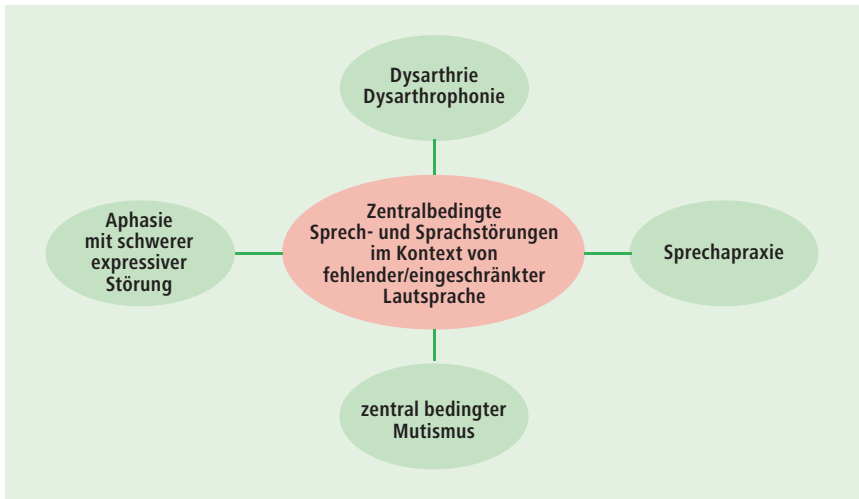 Dysarthrie
Dysarthrophonie
Aphasie
mit schwerer
expressiver
Störung
Zentralbedingte
Sprech- und Sprachstörungen
im Kontext von
fehlender/eingeschränkter
Lautsprache
Sprechapraxie
zentral bedingter
Mutismus